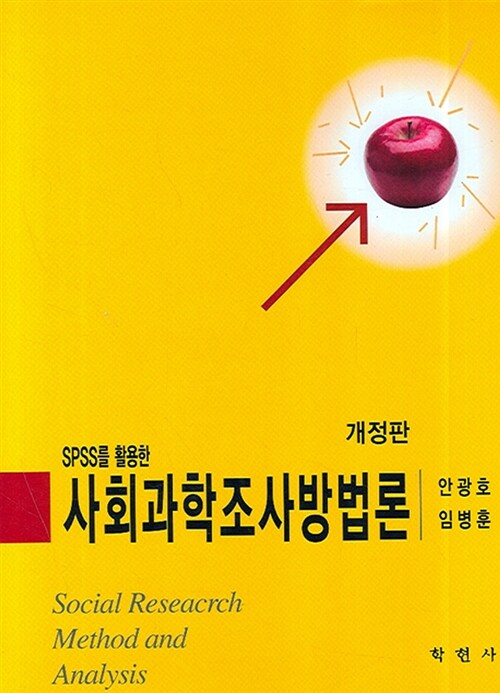 개정판
SPSS를 활용한
사회과학조사방법론
안광호
임병훈
Social Reseacrch
Method and
Analysis
학현사